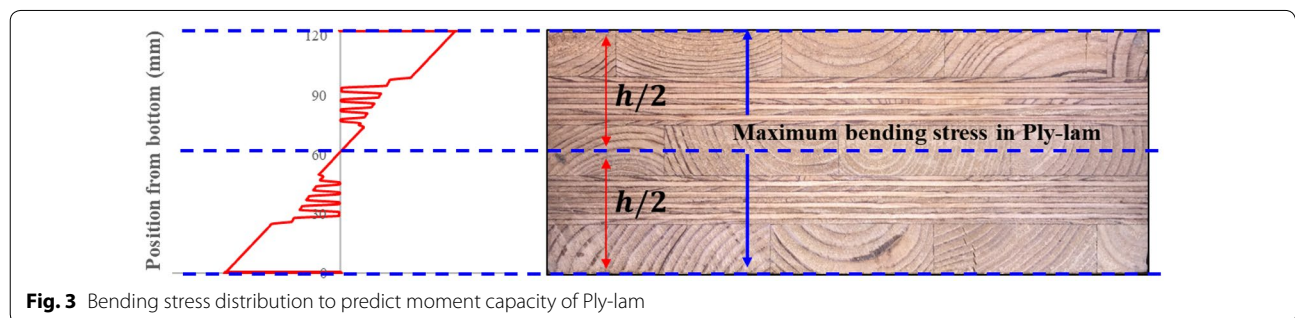 Position from bottom (mm)
120
90
60
30
0
h/2
Maximum bending stress in Ply-lam
h/2
Fig. 3 Bending stress distribution to predict moment capacity of Ply-lam